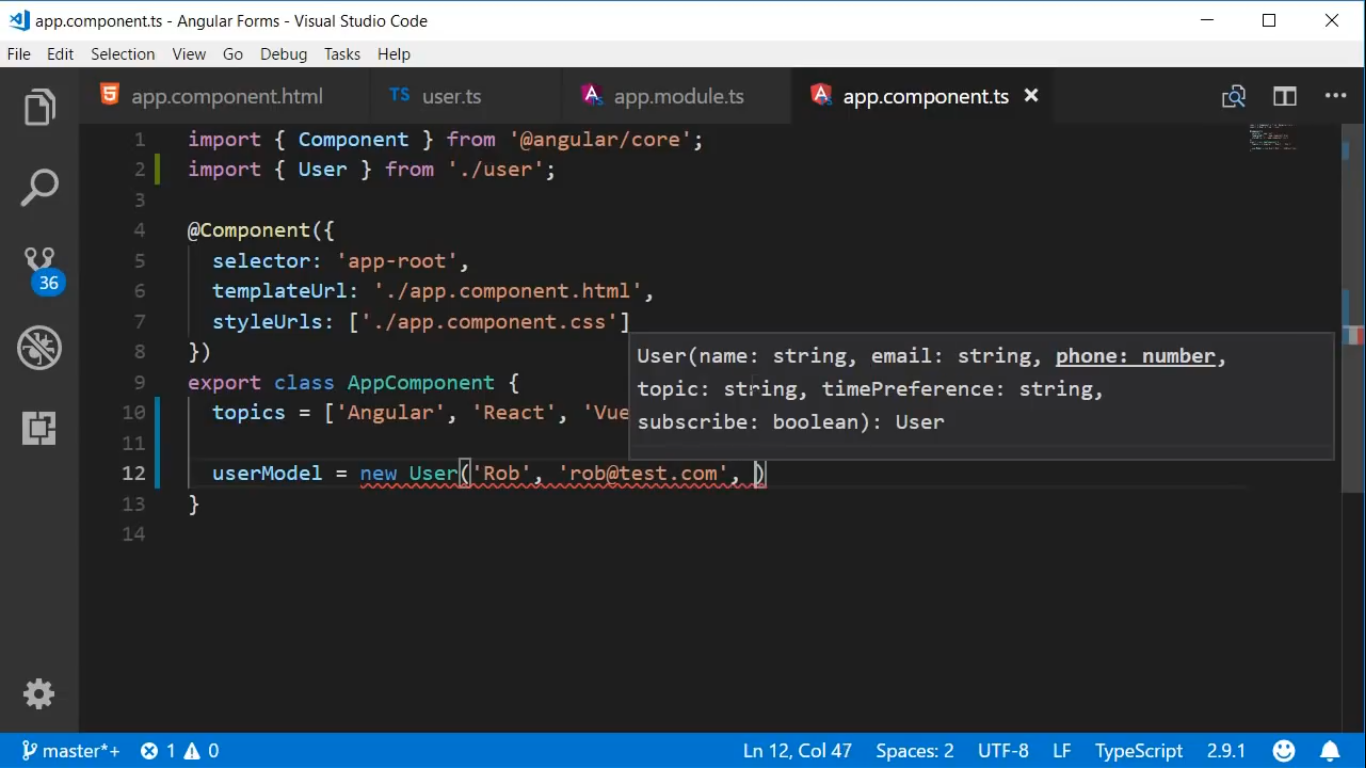 app.component.ts - Angular Forms - Visual Studio Code
File Edit Selection View Go Debug Tasks Help
app.component.html TS user.ts app.module.ts app.component.ts
1 import { Component } from '@angular/core';
2 import { User } from './user';
3
4 @Component({
5 selector: 'app-root',
6 templateUrl: './app.component.html',
7 styleUrls: ['./app.component.css']
8 })
9 export class AppComponent {
10 topics = ['Angular', 'React', 'Vue
11
12 userModel = new User('Rob', 'rob@test.com', )
13 }
14
User(name: string, email: string, phone: number,
topic: string, timePreference: string,
subscribe: boolean): User
36
master*+ 1 0 Ln 12, Col 47 Spaces: 2 UTF-8 LF TypeScript 2.9.1